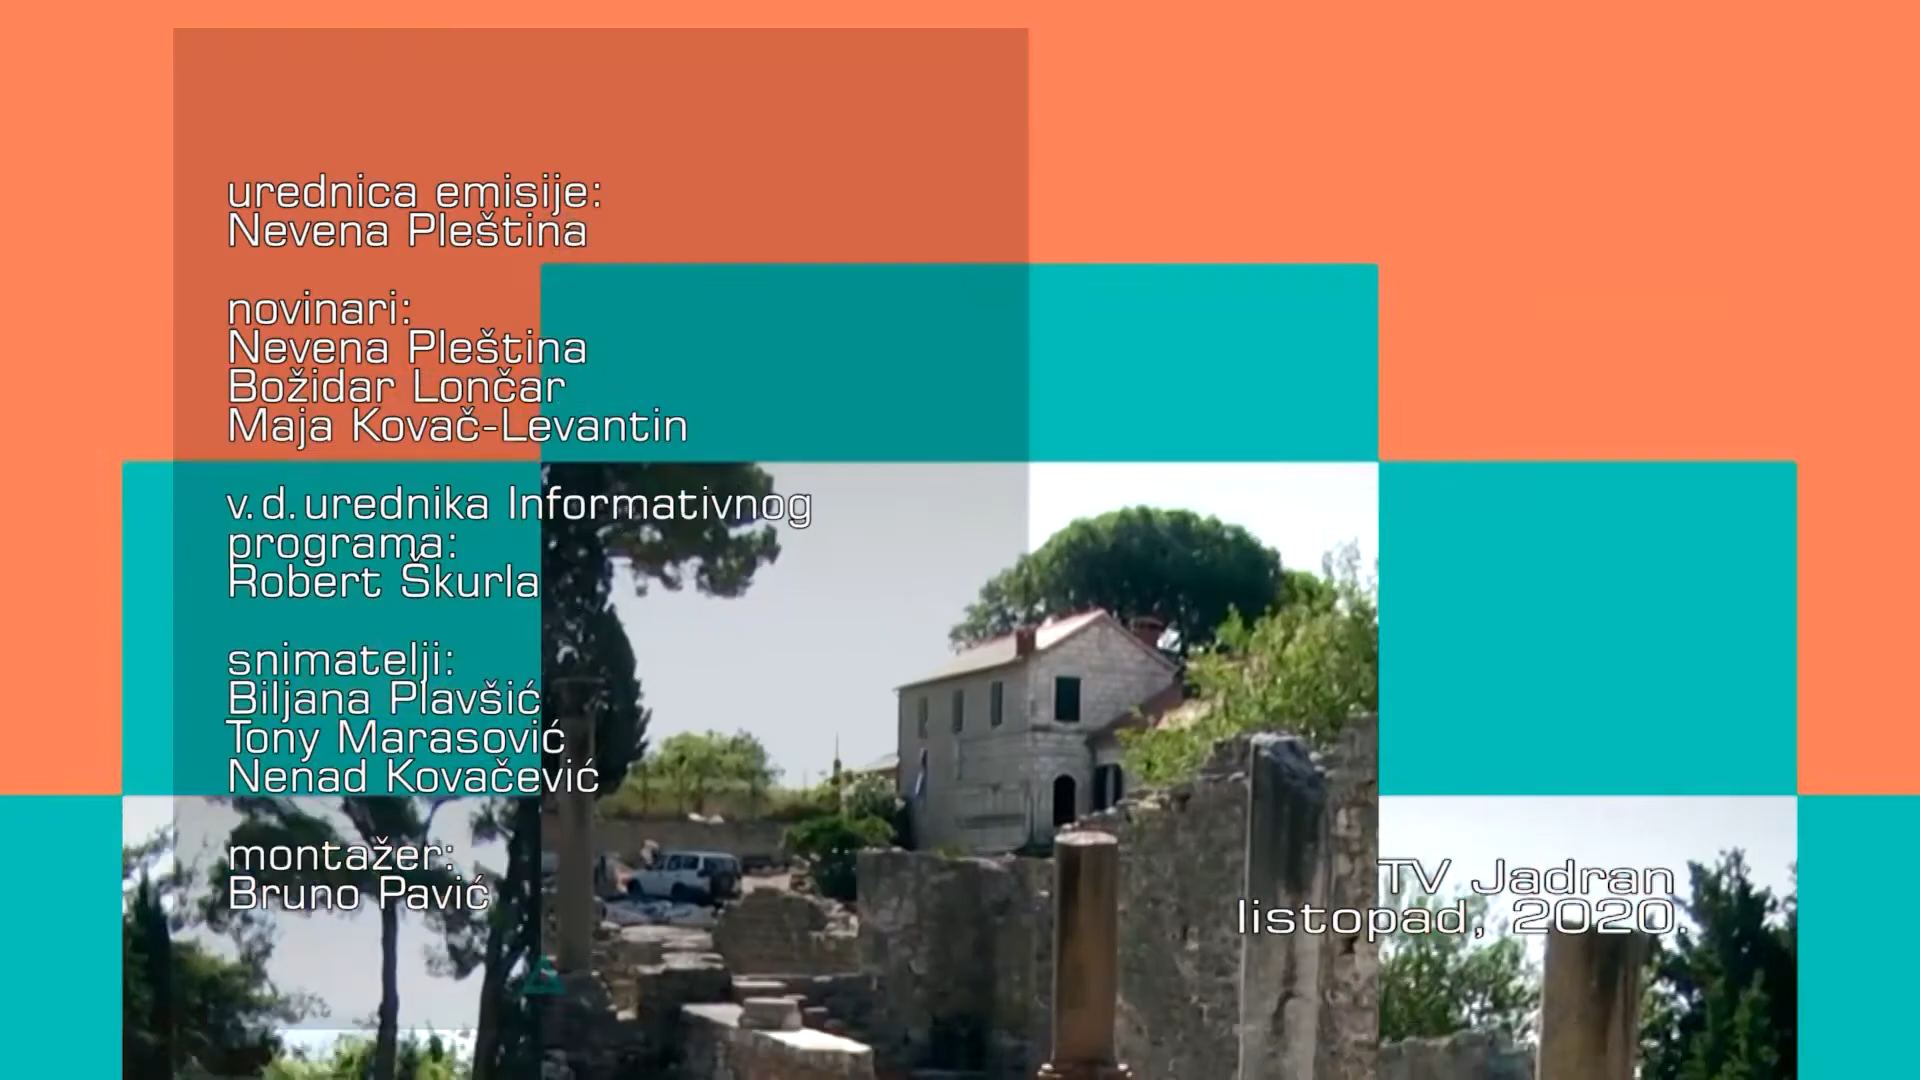 urednica emisije:
Nevena Pleština
novinari:
Nevena Pleština
Božidar Lončar
Maja Kovač-Levantin
v.d.urednika Informativnog
programa:
Robert Škurla
snimatelji:
Biljana Plavšić
Tony Marasović
Nenad Kovačević
montažer:
Bruno Pavić
TV Jadran
listopad, 2020.